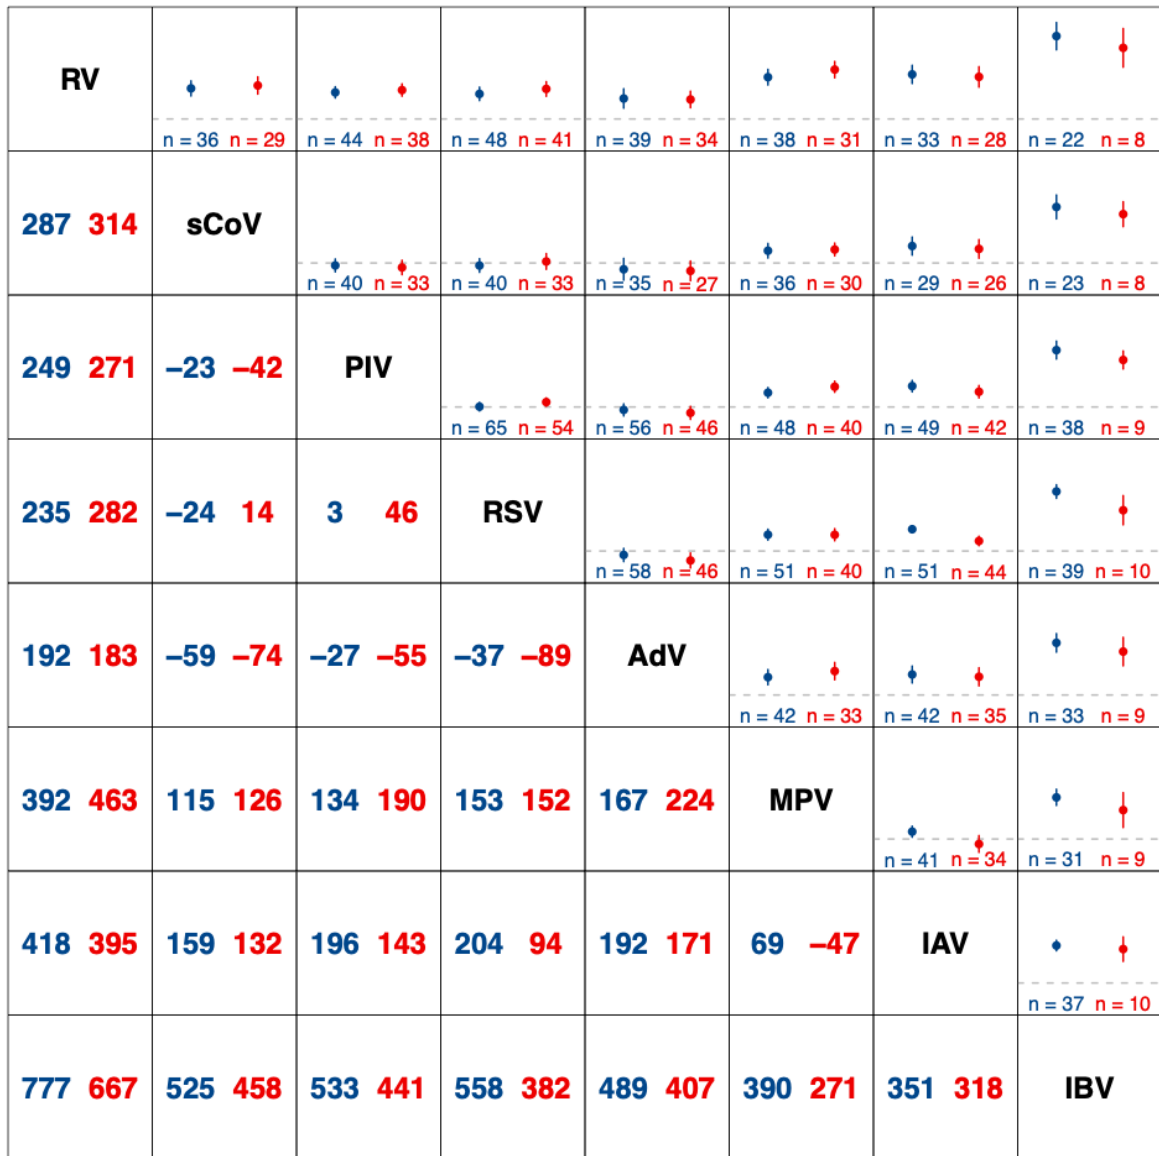 RV
n = 36 n = 29 n = 44 n = 38 n = 48 n = 41 n = 39 n = 34 n = 38 n = 31 n = 33 n = 28 n = 22 n = 8
287 314 sCoV
n = 40 n = 33 n = 40 n = 33 n = 35 n = 27 n = 36 n = 30 n = 29 n = 26 n = 23 n = 8
249 271 –23 –42 PIV
n = 65 n = 54 n = 56 n = 46 n = 48 n = 40 n = 49 n = 42 n = 38 n = 9
235 282 –24 14 3 46 RSV
n = 58 n = 46 n = 51 n = 40 n = 51 n = 44 n = 39 n = 10
192 183 –59 –74 –27 –55 –37 –89 AdV
n = 42 n = 33 n = 42 n = 35 n = 33 n = 9
392 463 115 126 134 190 153 152 167 224 MPV
n = 41 n = 34 n = 31 n = 9
418 395 159 132 196 143 204 94 192 171 69 –47 IAV
n = 37 n = 10
777 667 525 458 533 441 558 382 489 407 390 271 351 318 IBV